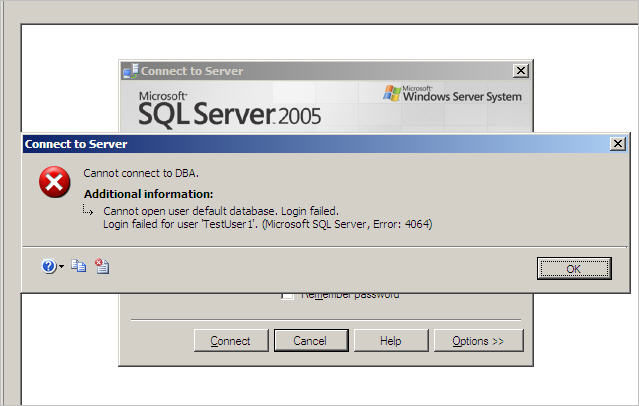 Connect to Server
Microsoft
SQL Server 2005
Microsoft
Windows Server System
Connect to Server
Cannot connect to DBA.
Additional information:
Cannot open user default database. Login failed.
Login failed for user 'TestUser1'. (Microsoft SQL Server, Error: 4064)
OK
Remember password
Connect
Cancel
Help
Options >>